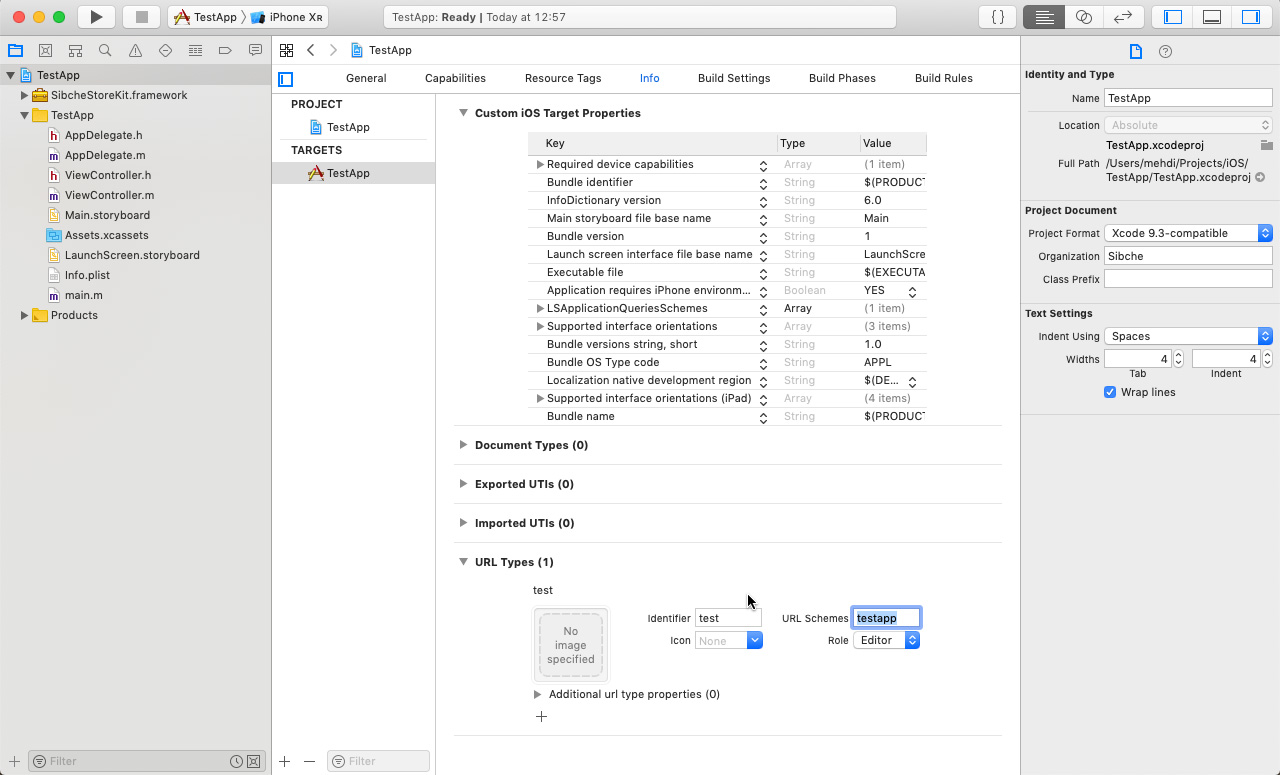 TestApp 〉 iPhone XR
TestApp: Ready | Today at 12:57
{ }
TestApp
SibcheStoreKit.framework
TestApp
h AppDelegate.h
m AppDelegate.m
h ViewController.h
m ViewController.m
Main.storyboard
Assets.xcassets
LaunchScreen.storyboard
Info.plist
m main.m
Products
Filter
TestApp
General Capabilities Resource Tags Info Build Settings Build Phases Build Rules
PROJECT
TestApp
TARGETS
TestApp
Filter
Custom iOS Target Properties
Key Type Value
Required device capabilities Array (1 item)
Bundle identifier String $(PRODUCT
InfoDictionary version String 6.0
Main storyboard file base name String Main
Bundle version String 1
Launch screen interface file base name String LaunchScre
Executable file String $(EXECUTA
Application requires iPhone environm... Boolean YES
LSApplicationQueriesSchemes Array (1 item)
Supported interface orientations Array (3 items)
Bundle versions string, short String 1.0
Bundle OS Type code String APPL
Localization native development region String $(DE...
Supported interface orientations (iPad) Array (4 items)
Bundle name String $(PRODUCT
Document Types (0)
Exported UTIs (0)
Imported UTIs (0)
URL Types (1)
test
No
image
specified
Identifier test URL Schemes testapp
Icon None Role Editor
Additional url type properties (0)
Identity and Type
Name TestApp
Location Absolute
TestApp.xcodeproj
Full Path /Users/mehdi/Projects/iOS/
TestApp/TestApp.xcodeproj
Project Document
Project Format Xcode 9.3-compatible
Organization Sibche
Class Prefix
Text Settings
Indent Using Spaces
Widths 4 4
Tab Indent
Wrap lines